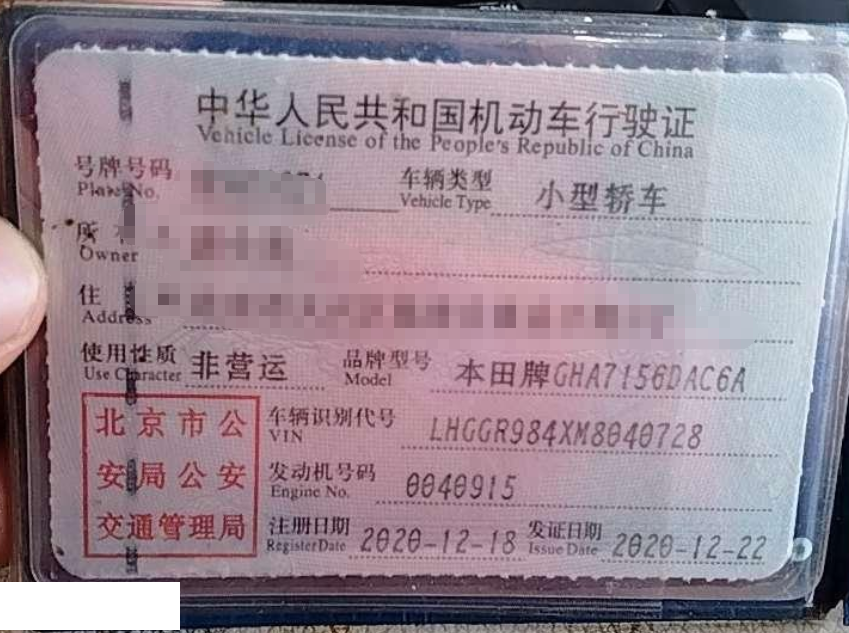 中华人民共和国机动车行驶证
Vehicle License of the People's Republic of China
号牌号码 车辆类型 小型轿车
Plate No. Vehicle Type
所
Owner
住
Address
使用性质 非营运 品牌型号 本田牌GHA7156DAC6A
Use Character Model
北京市公
安局公安
交通管理局
车辆识别代号 LHGGR984XM8040728
VIN
发动机号码 0040915
Engine No.
注册日期 2020-12-18 发证日期 2020-12-22
Register Date Issue Date